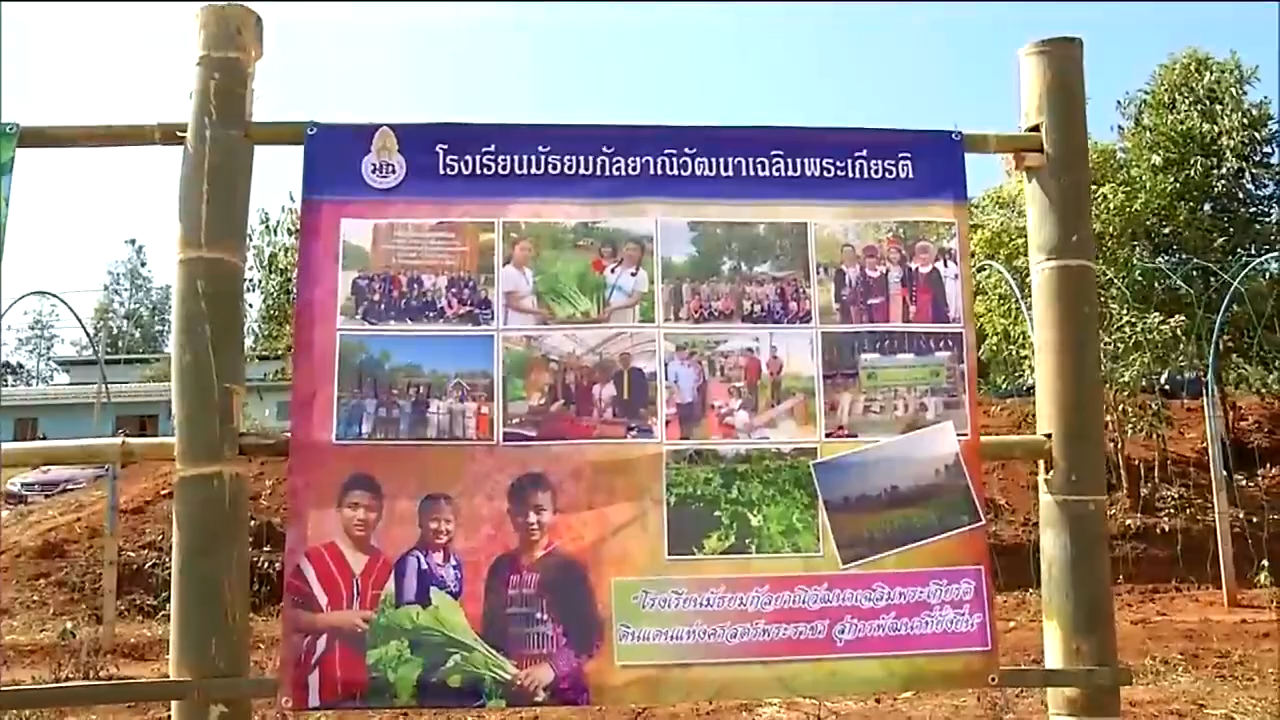 โรงเรียนมัธยมกัลยาณิวัฒนาเฉลิมพระเกียรติ
"โรงเรียนมัธยมกัลยาณิวัฒนาเฉลิมพระเกียรติ
ดินแดนแห่งศาสตร์พระราชา สู่การพัฒนาที่ยั่งยืน"